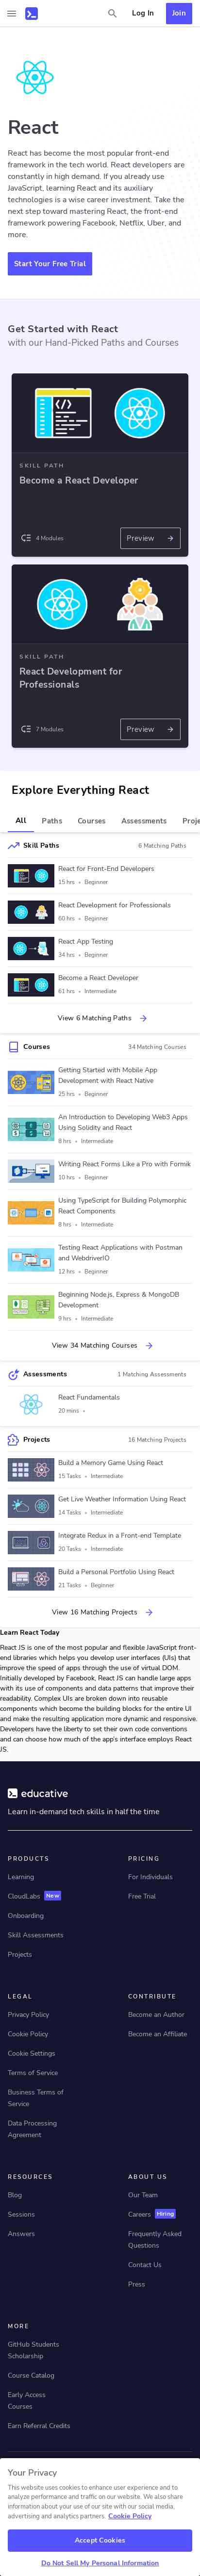 Log In
Join
React
React has become the most popular front-end
framework in the tech world. React developers are
constantly in high demand. If you already use
JavaScript, learning React and its auxiliary
technologies is a wise career investment. Take the
next step toward mastering React, the front-end
framework powering Facebook, Netflix, Uber, and
more.
Start Your Free Trial
Get Started with React
with our Hand-Picked Paths and Courses
SKILL PATH
Become a React Developer
4 Modules
Preview
SKILL PATH
React Development for
Professionals
7 Modules
Preview
Explore Everything React
All
Paths
Courses
Assessments
Proje
Skill Paths
6 Matching Paths
React for Front-End Developers
15 hrs • Beginner
React Development for Professionals
60 hrs • Beginner
React App Testing
34 hrs • Beginner
Become a React Developer
61 hrs • Intermediate
View 6 Matching Paths
Courses
34 Matching Courses
Getting Started with Mobile App
Development with React Native
25 hrs • Beginner
An Introduction to Developing Web3 Apps
Using Solidity and React
8 hrs • Intermediate
Writing React Forms Like a Pro with Formik
10 hrs • Beginner
Using TypeScript for Building Polymorphic
React Components
8 hrs • Intermediate
Testing React Applications with Postman
and WebdriverIO
12 hrs • Beginner
Beginning Node.js, Express & MongoDB
Development
9 hrs • Intermediate
View 34 Matching Courses
Assessments
1 Matching Assessments
React Fundamentals
20 mins •
Projects
16 Matching Projects
Build a Memory Game Using React
15 Tasks • Intermediate
Get Live Weather Information Using React
14 Tasks • Intermediate
Integrate Redux in a Front-end Template
20 Tasks • Intermediate
Build a Personal Portfolio Using React
21 Tasks • Beginner
View 16 Matching Projects
Learn React Today
React JS is one of the most popular and flexible JavaScript front-
end libraries which helps you develop user interfaces (UIs) that
improve the speed of apps through the use of virtual DOM.
Initially developed by Facebook, React JS can handle large apps
with its use of components and data patterns that improve their
readability. Complex UIs are broken down into reusable
components which become the building blocks for the entire UI
and make the resulting application more dynamic and responsive.
Developers have the liberty to set their own code conventions
and can choose how much of the app's interface employs React
JS.
educative
Learn in-demand tech skills in half the time
PRODUCTS
Learning
CloudLabs New
Onboarding
Skill Assessments
Projects
PRICING
For Individuals
Free Trial
LEGAL
Privacy Policy
Cookie Policy
Cookie Settings
Terms of Service
Business Terms of
Service
Data Processing
Agreement
CONTRIBUTE
Become an Author
Become an Affiliate
RESOURCES
Blog
Sessions
Answers
ABOUT US
Our Team
Careers Hiring
Frequently Asked
Questions
Contact Us
Press
MORE
GitHub Students
Scholarship
Course Catalog
Early Access
Courses
Earn Referral Credits
Your Privacy
This website uses cookies to enhance user experience and to
analyze performance and traffic on our website. We also share
information about your use of our site with our social media,
advertising and analytics partners. Cookie Policy
Accept Cookies
Do Not Sell My Personal Information